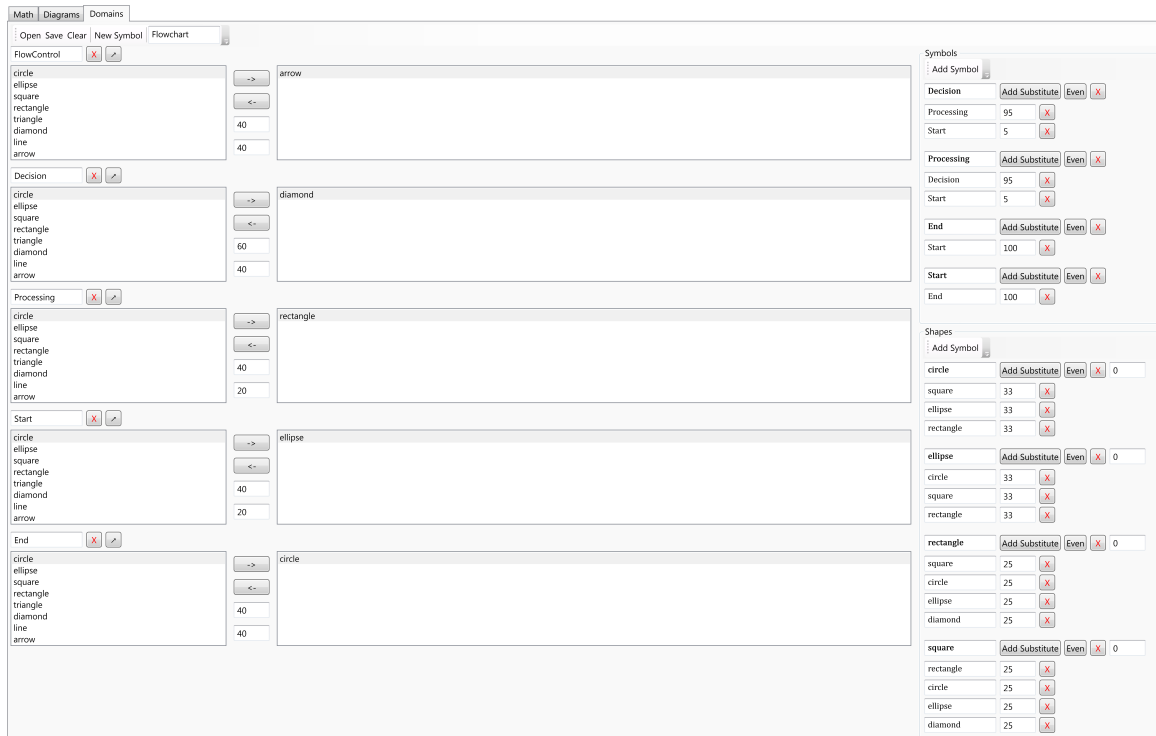 Math Diagrams Domains
Open Save Clear New Symbol Flowchart
FlowControl X
circle
ellipse
square
rectangle
triangle
diamond
line
arrow
->
<-
40
40
arrow
Decision X
circle
ellipse
square
rectangle
triangle
diamond
line
arrow
->
<-
60
40
diamond
Processing X
circle
ellipse
square
rectangle
triangle
diamond
line
arrow
->
<-
40
20
rectangle
Start X
circle
ellipse
square
rectangle
triangle
diamond
line
arrow
->
<-
40
20
ellipse
End X
circle
ellipse
square
rectangle
triangle
diamond
line
arrow
->
<-
40
40
circle
Symbols
Add Symbol
Decision Add Substitute Even X
Processing 95 X
Start 5 X
Processing Add Substitute Even X
Decision 95 X
Start 5 X
End Add Substitute Even X
Start 100 X
Start Add Substitute Even X
End 100 X
Shapes
Add Symbol
circle Add Substitute Even X 0
square 33 X
ellipse 33 X
rectangle 33 X
ellipse Add Substitute Even X 0
circle 33 X
square 33 X
rectangle 33 X
rectangle Add Substitute Even X 0
square 25 X
circle 25 X
ellipse 25 X
diamond 25 X
square Add Substitute Even X 0
rectangle 25 X
circle 25 X
ellipse 25 X
diamond 25 X